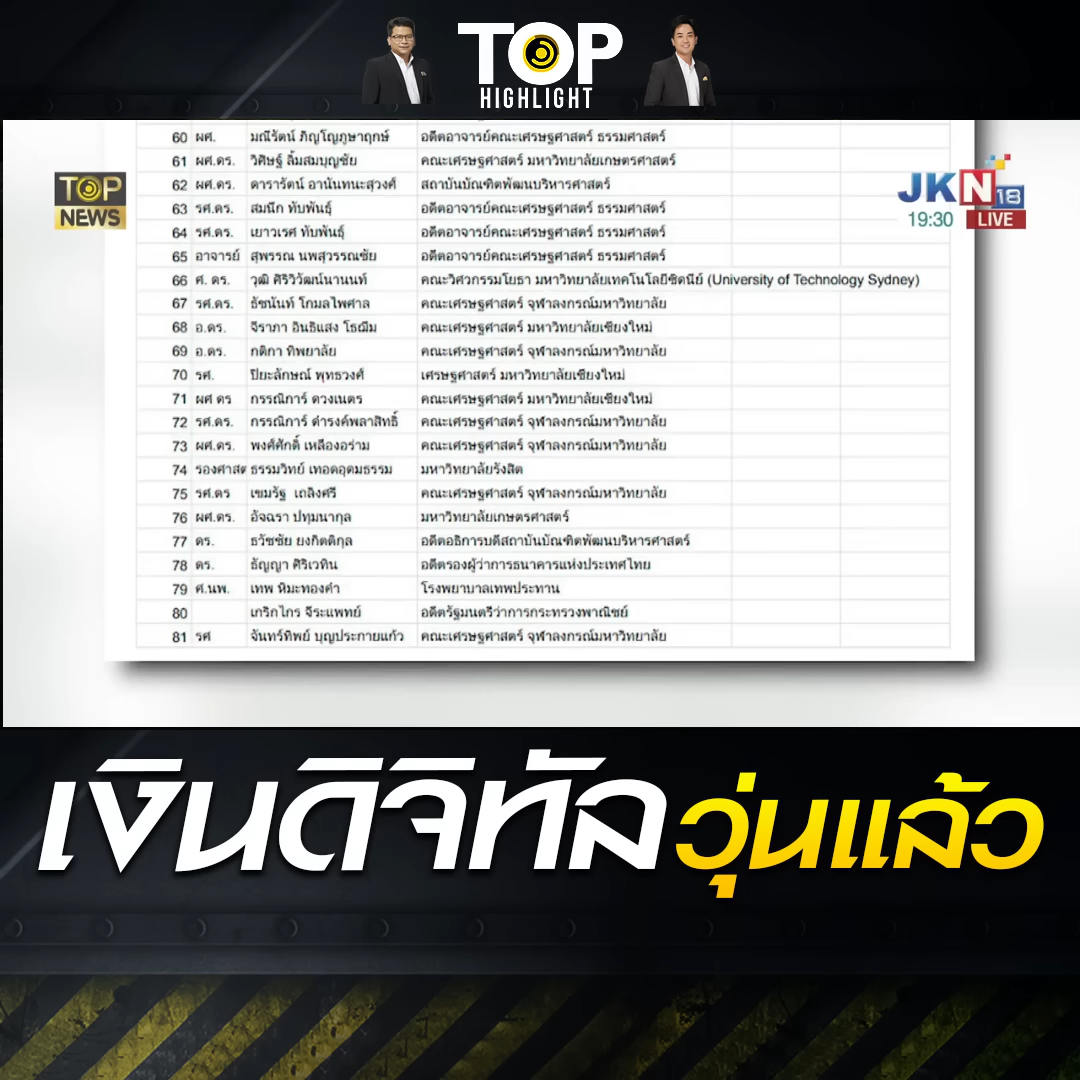 TOP
HIGHLIGHT
TOP
NEWS
JKN18
19:30 LIVE
60 ผศ. มณีรัตน์ ภิญโญภูษาฤกษ์ อดีตอาจารย์คณะเศรษฐศาสตร์ ธรรมศาสตร์
61 ผศ.ดร. วิศิษฐ์ ลิ้มสมบุญชัย คณะเศรษฐศาสตร์ มหาวิทยาลัยเกษตรศาสตร์
62 ผศ.ดร. ดารารัตน์ อานันทนะสุวงศ์ สถาบันบัณฑิตพัฒนบริหารศาสตร์
63 รศ.ดร. สมนึก ทับพันธุ์ อดีตอาจารย์คณะเศรษฐศาสตร์ ธรรมศาสตร์
64 รศ.ดร. เยาวเรศ ทับพันธุ์ อดีตอาจารย์คณะเศรษฐศาสตร์ ธรรมศาสตร์
65 อาจารย์ สุพรรณ นพสุวรรณชัย อดีตอาจารย์คณะเศรษฐศาสตร์ ธรรมศาสตร์
66 ศ. ดร. วุฒิ ศิริวิวัฒน์นานนท์ คณะวิศวกรรมโยธา มหาวิทยาลัยเทคโนโลยีซิดนีย์ (University of Technology Sydney)
67 รศ.ดร. ธัชนันท์ โกมลไพศาล คณะเศรษฐศาสตร์ จุฬาลงกรณ์มหาวิทยาลัย
68 อ.ดร. จีราภา อินธิแสง โธฌีม คณะเศรษฐศาสตร์ มหาวิทยาลัยเชียงใหม่
69 อ.ดร. กติกา ทิพยาลัย คณะเศรษฐศาสตร์ จุฬาลงกรณ์มหาวิทยาลัย
70 รศ. ปิยะลักษณ์ พุทธวงศ์ เศรษฐศาสตร์ มหาวิทยาลัยเชียงใหม่
71 ผศ ดร กรรณิการ์ ดวงเนตร คณะเศรษฐศาสตร์ มหาวิทยาลัยเชียงใหม่
72 รศ.ดร. กรรณิการ์ ดำรงค์พลาสิทธิ์ คณะเศรษฐศาสตร์ จุฬาลงกรณ์มหาวิทยาลัย
73 ผศ.ดร. พงศ์ศักดิ์ เหลืองอร่าม คณะเศรษฐศาสตร์ จุฬาลงกรณ์มหาวิทยาลัย
74 รองศาสต ธรรมวิทย์ เทอดอุดมธรรม มหาวิทยาลัยรังสิต
75 รศ.ดร เขมรัฐ เถลิงศรี คณะเศรษฐศาสตร์ จุฬาลงกรณ์มหาวิทยาลัย
76 ผศ.ดร. อัจฉรา ปทุมนากุล มหาวิทยาลัยเกษตรศาสตร์
77 ดร. ธวัชชัย ยงกิตติกุล อดีตอธิการบดีสถาบันบัณฑิตพัฒนบริหารศาสตร์
78 ดร. ธัญญา ศิริเวทิน อดีตรองผู้ว่าการธนาคารแห่งประเทศไทย
79 ศ.นพ. เทพ หิมะทองคำ โรงพยาบาลเทพประทาน
80 เกริกไกร จีระแพทย์ อดีตรัฐมนตรีว่าการกระทรวงพาณิชย์
81 รศ จันทร์ทิพย์ บุญประกายแก้ว คณะเศรษฐศาสตร์ จุฬาลงกรณ์มหาวิทยาลัย
เงินดิจิทัล วุ่นแล้ว